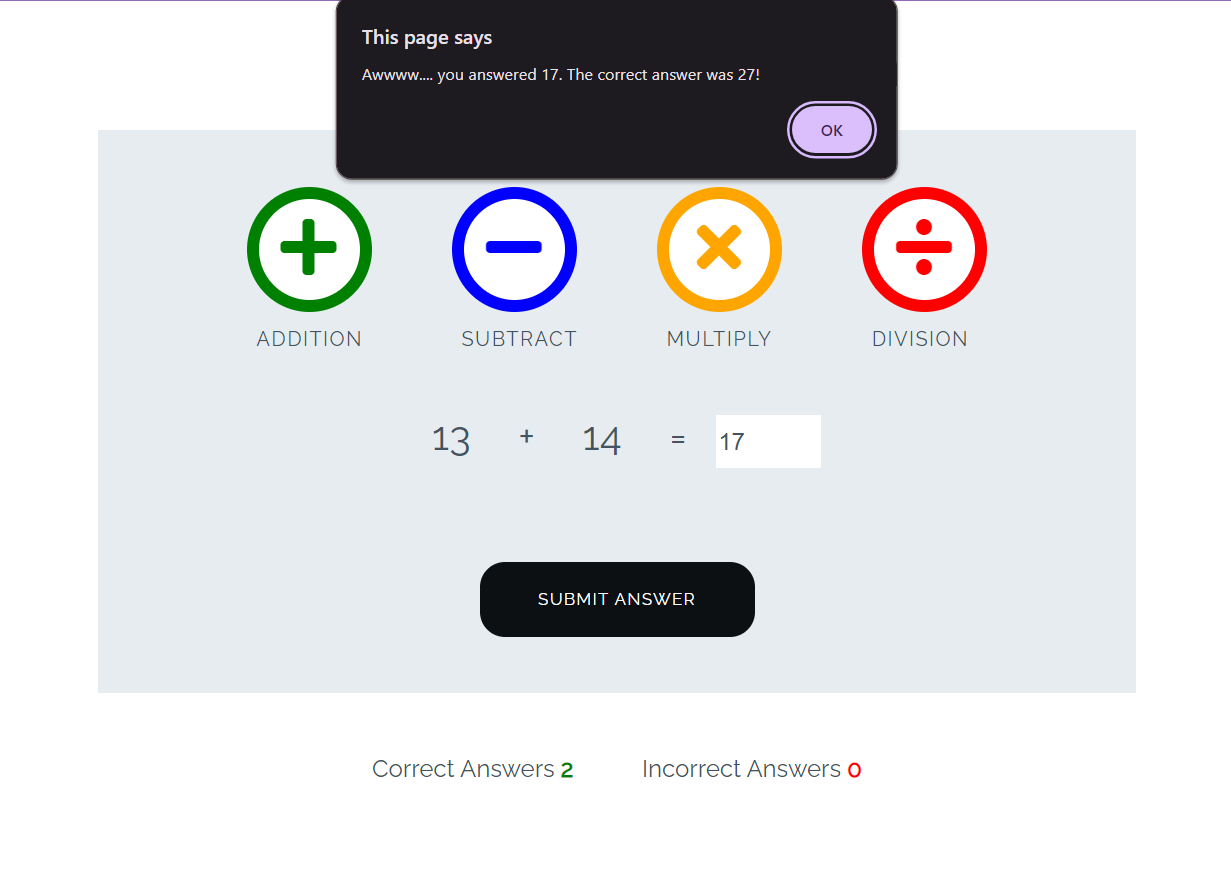 This page says
Awwww.... you answered 17. The correct answer was 27!
OK
ADDITION SUBTRACT MULTIPLY DIVISION
13 + 14 = 17
SUBMIT ANSWER
Correct Answers 2 Incorrect Answers 0